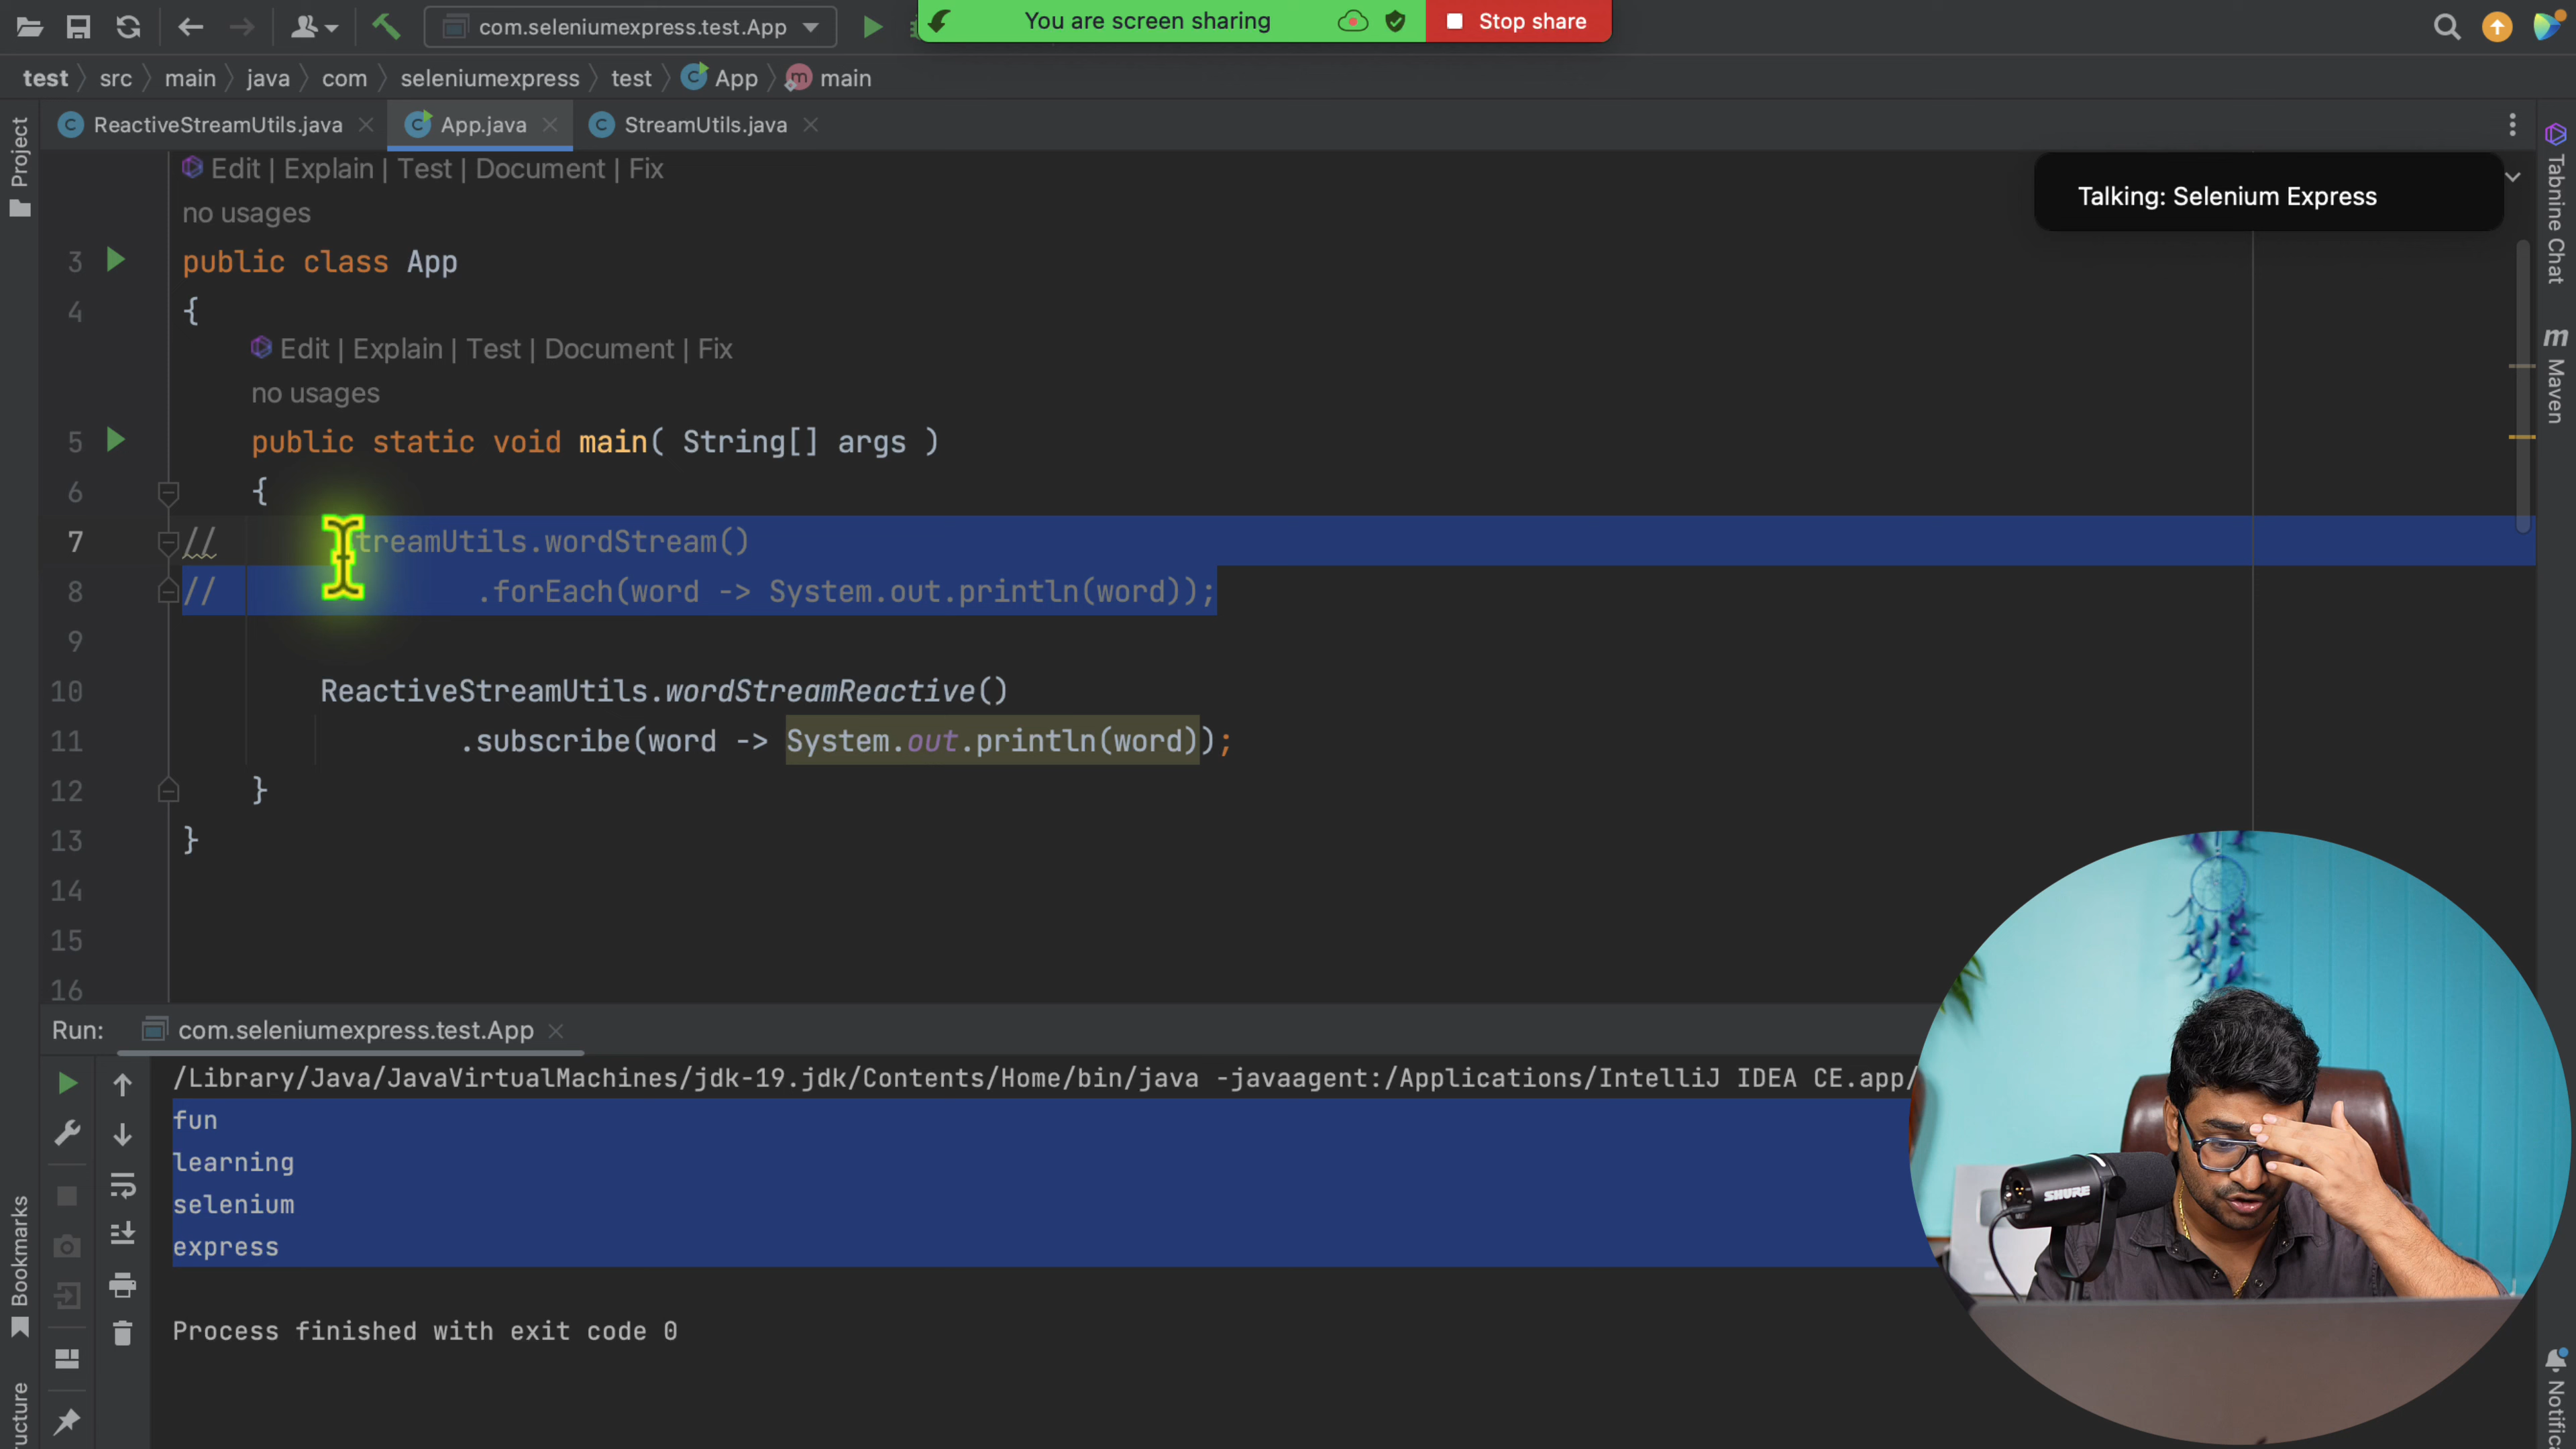 com.seleniumexpress.test.App
You are screen sharing
Stop share
test
src
main
java
com
seleniumexpress
test
App
main
ReactiveStreamUtils.java
App.java
StreamUtils.java
Project
Talking: Selenium Express
Tabnine Chat
Maven
Edit | Explain | Test | Document | Fix
no usages
3 public class App
4 {
Edit | Explain | Test | Document | Fix
no usages
5 public static void main( String[] args )
6 {
7 // treamUtils.wordStream()
8 // .forEach(word -> System.out.println(word));
9
10 ReactiveStreamUtils.wordStreamReactive()
11 .subscribe(word -> System.out.println(word));
12 }
13 }
14
15
16
Run: com.seleniumexpress.test.App
/Library/Java/JavaVirtualMachines/jdk-19.jdk/Contents/Home/bin/java -javaagent:/Applications/IntelliJ IDEA CE.app/
fun
learning
selenium
express
Process finished with exit code 0
Bookmarks
ructure
Notific
SHURE